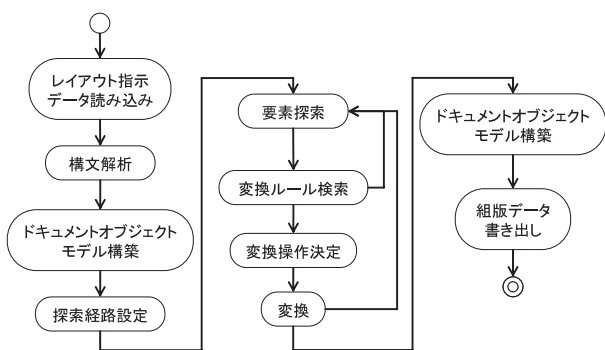 レイアウト指示
データ読み込み
構文解析
ドキュメントオブジェクト
モデル構築
探索経路設定
要素探索
変換ルール検索
変換操作決定
変換
ドキュメントオブジェクト
モデル構築
組版データ
書き出し